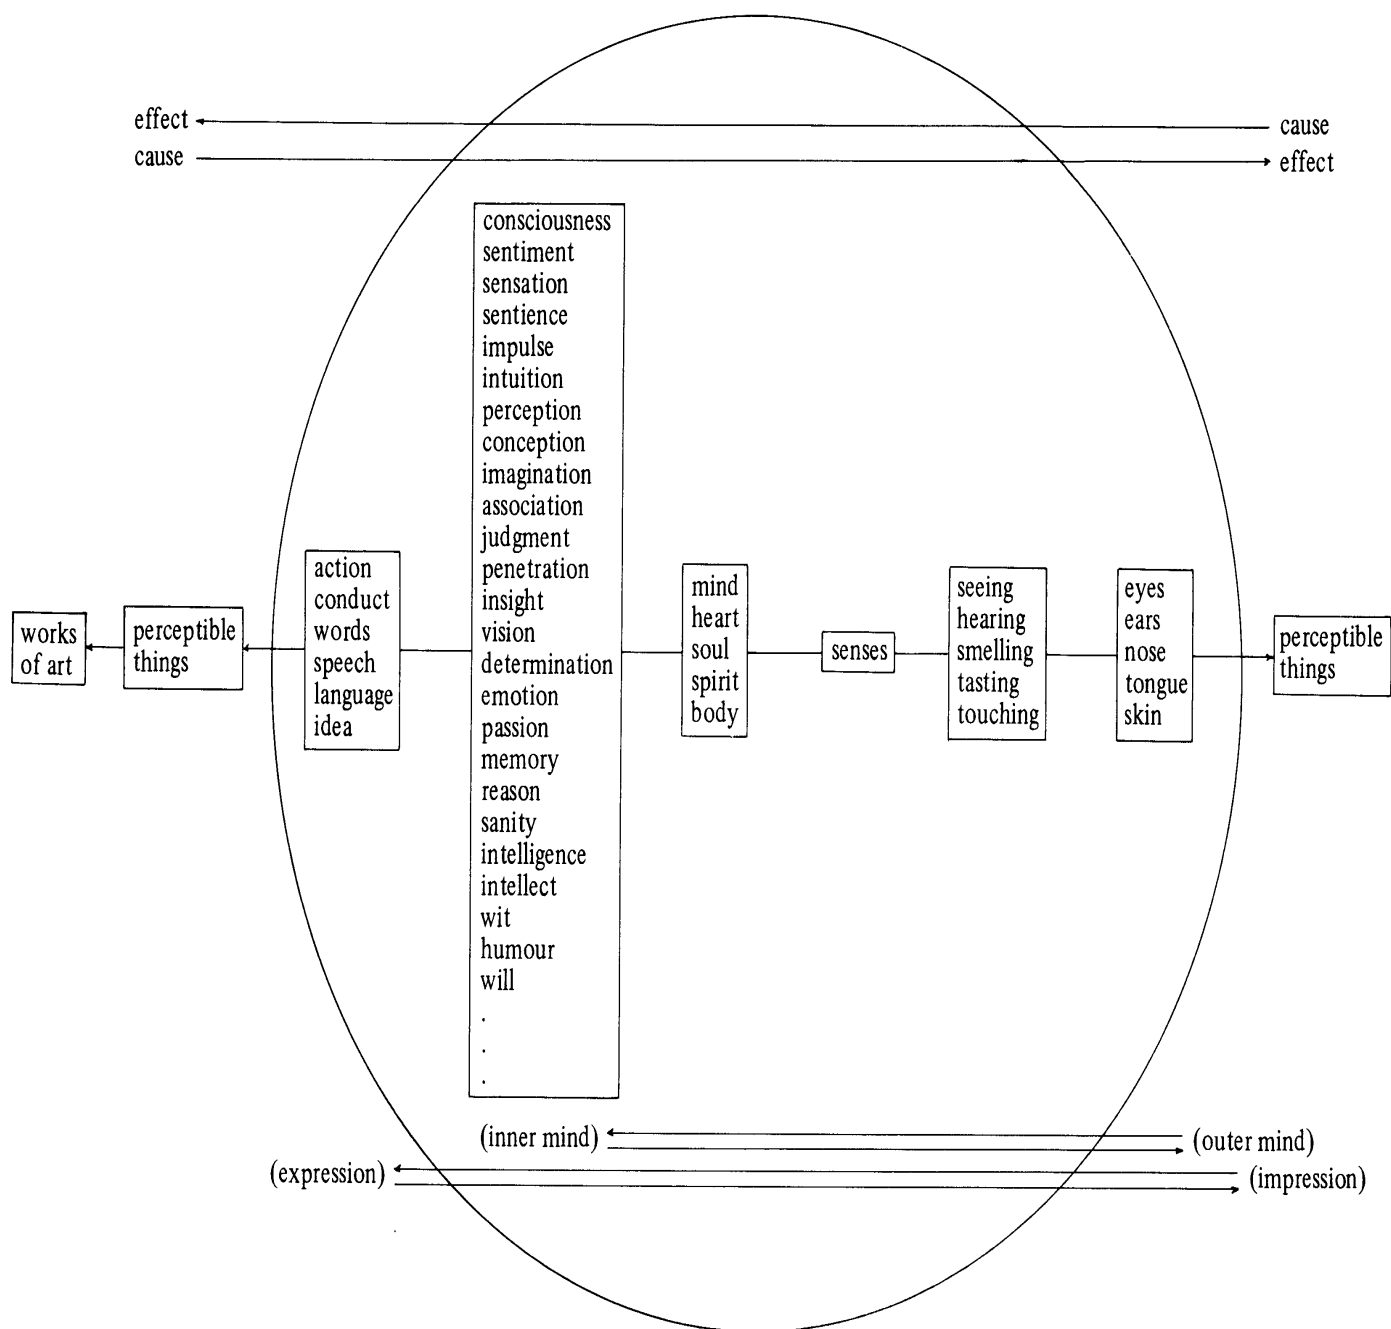 effect
cause
cause
effect
consciousness
sentiment
sensation
sentience
impulse
intuition
perception
conception
imagination
association
judgment
penetration
insight
vision
determination
emotion
passion
memory
reason
sanity
intelligence
intellect
wit
humour
will
.
.
.
works
of art
perceptible
things
action
conduct
words
speech
language
idea
mind
heart
soul
spirit
body
senses
seeing
hearing
smelling
tasting
touching
eyes
ears
nose
tongue
skin
perceptible
things
(inner mind)
(outer mind)
(expression)
(impression)